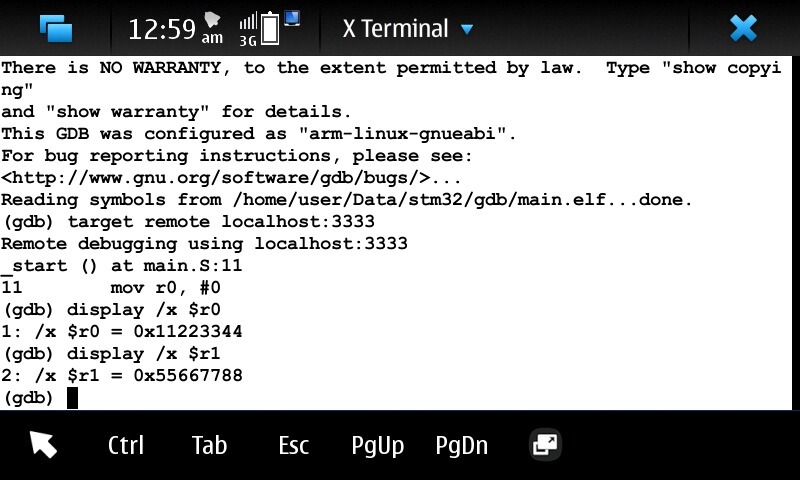 12:59 am
3G
X Terminal
There is NO WARRANTY, to the extent permitted by law.  Type "show copyi
ng"
and "show warranty" for details.
This GDB was configured as "arm-linux-gnueabi".
For bug reporting instructions, please see:
<http://www.gnu.org/software/gdb/bugs/>...
Reading symbols from /home/user/Data/stm32/gdb/main.elf...done.
(gdb) target remote localhost:3333
Remote debugging using localhost:3333
_start () at main.S:11
11        mov r0, #0
(gdb) display /x $r0
1: /x $r0 = 0x11223344
(gdb) display /x $r1
2: /x $r1 = 0x55667788
(gdb)
Ctrl Tab Esc PgUp PgDn